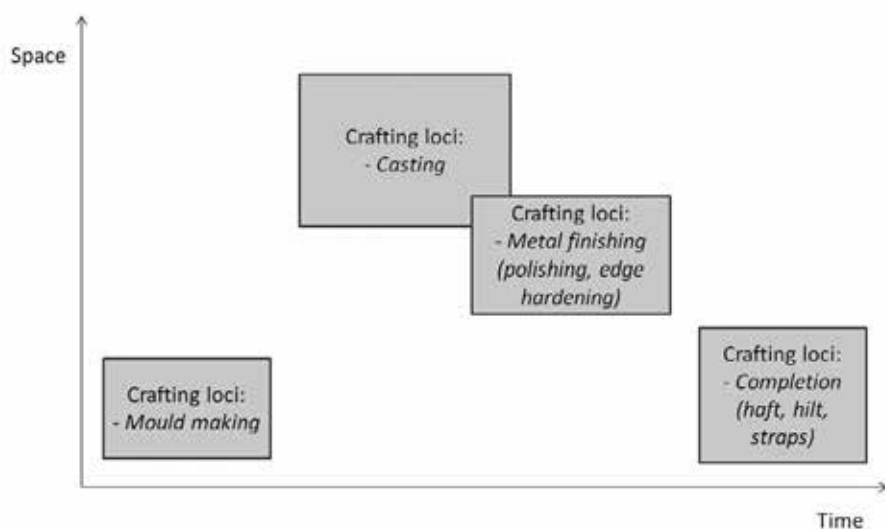 Space
Crafting loci:
- Casting
Crafting loci:
- Metal finishing
(polishing, edge
hardening)
Crafting loci:
- Mould making
Crafting loci:
- Completion
(haft, hilt,
straps)
Time